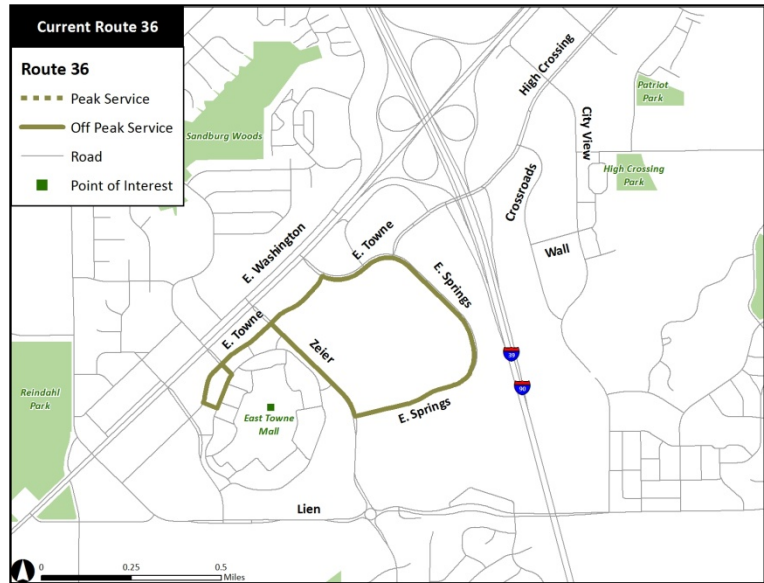 Current Route 36
Route 36
Peak Service
Off Peak Service
Road
Point of Interest
Sandburg Woods
High Crossing
Patriot
Park
City View
High Crossing
Park
Crossroads
Wall
E. Washington
E. Towne
E. Springs
E. Towne
Zeier
39
90
Reindahl
Park
East Towne
Mall
E. Springs
Lien
0
0.25
0.5
Miles